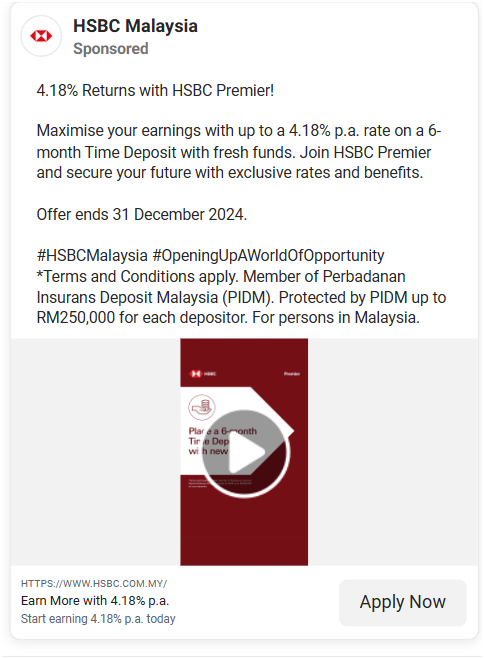 HSBC Malaysia
Sponsored
4.18% Returns with HSBC Premier!
Maximise your earnings with up to a 4.18% p.a. rate on a 6-
month Time Deposit with fresh funds. Join HSBC Premier
and secure your future with exclusive rates and benefits.
Offer ends 31 December 2024.
#HSBCMalaysia #OpeningUpAWorldOfOpportunity
*Terms and Conditions apply. Member of Perbadanan
Insurans Deposit Malaysia (PIDM). Protected by PIDM up to
RM250,000 for each depositor. For persons in Malaysia.
HSBC Premier
Place a 6-month
Time Dep
with new
HTTPS://WWW.HSBC.COM.MY/
Earn More with 4.18% p.a.
Start earning 4.18% p.a. today
Apply Now